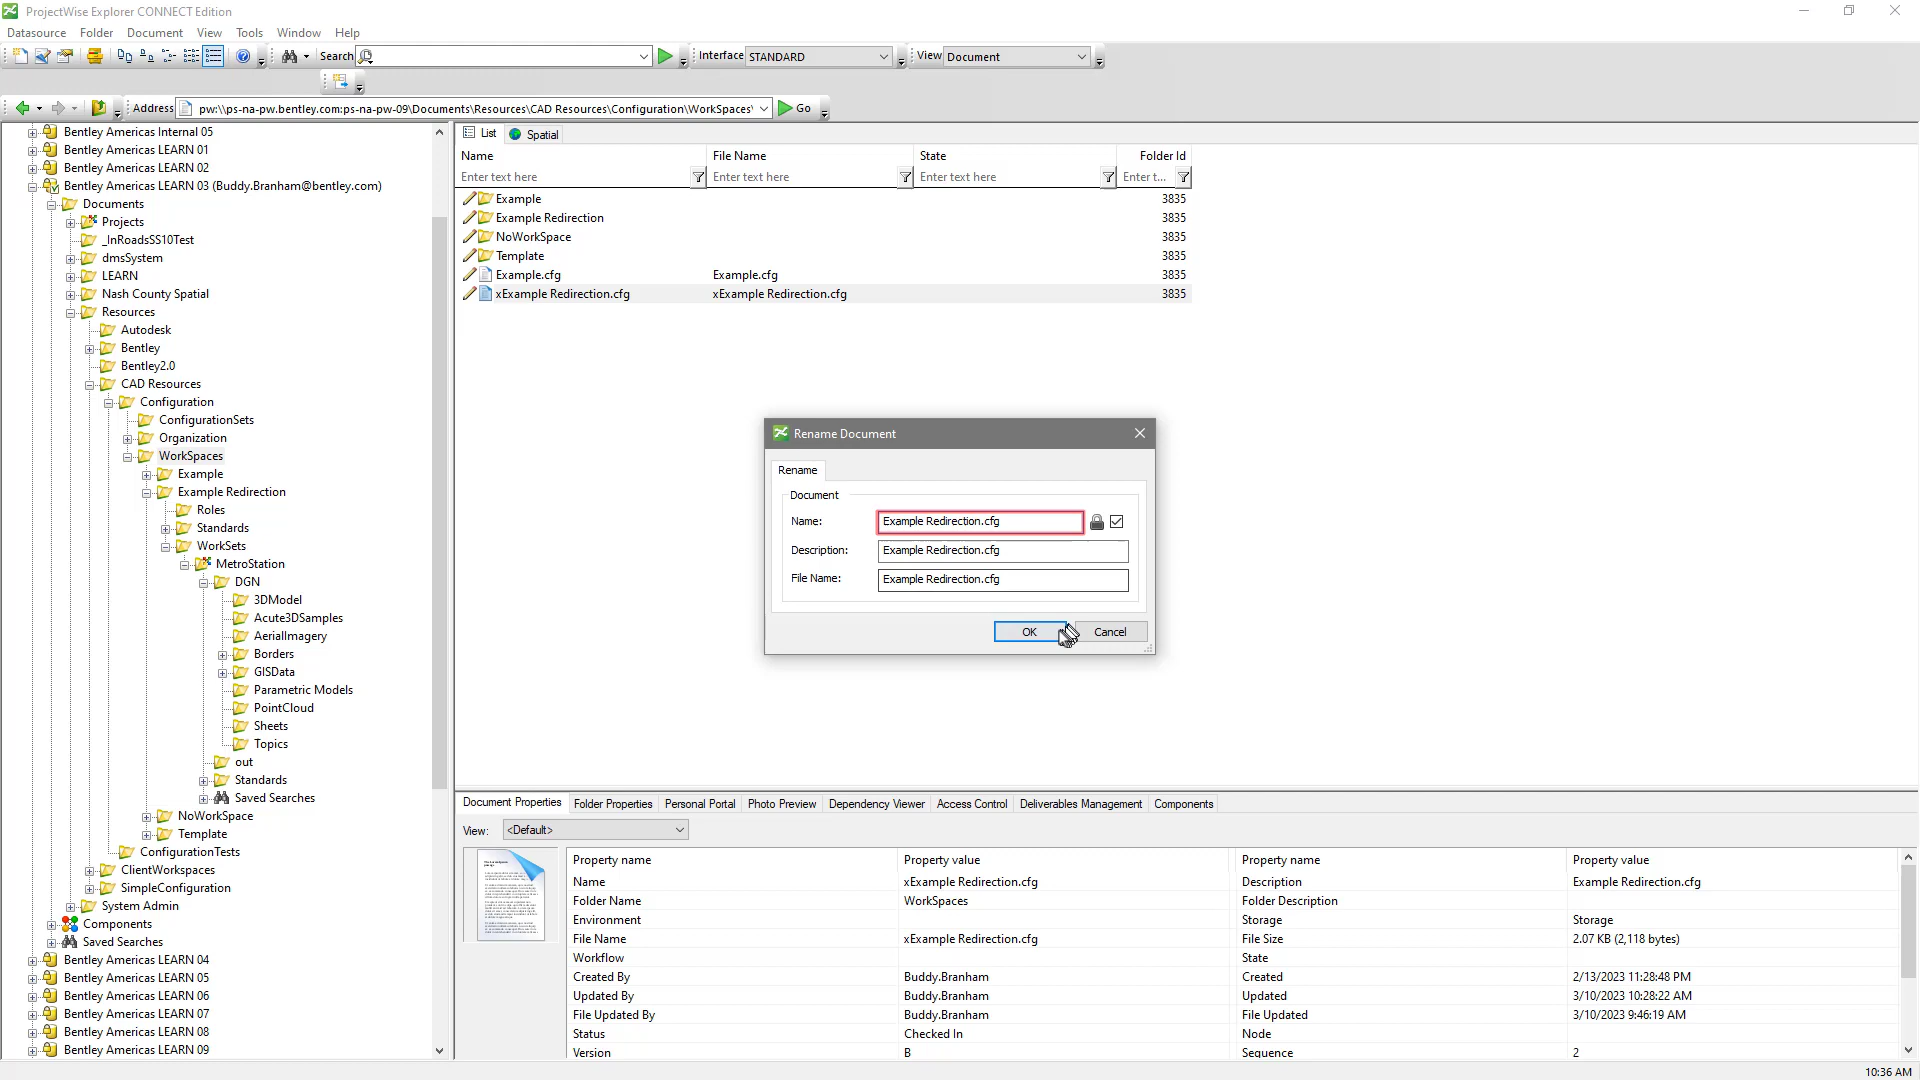 ProjectWise Explorer CONNECT Edition
Datasource Folder Document View Tools Window Help
Search Interface STANDARD View Document
Address pw:\\ps-na-pw.bentley.com:ps-na-pw-09\Documents\Resources\CAD Resources\Configuration\WorkSpaces\ Go
Bentley Americas Internal 05
Bentley Americas LEARN 01
Bentley Americas LEARN 02
Bentley Americas LEARN 03 (Buddy.Branham@bentley.com)
Documents
Projects
_InRoadsSS10Test
dmsSystem
LEARN
Nash County Spatial
Resources
Autodesk
Bentley
Bentley2.0
CAD Resources
Configuration
ConfigurationSets
Organization
WorkSpaces
Example
Example Redirection
Roles
Standards
WorkSets
MetroStation
DGN
3DModel
Acute3DSamples
AerialImagery
Borders
GISData
Parametric Models
PointCloud
Sheets
Topics
out
Standards
Saved Searches
NoWorkSpace
Template
ConfigurationTests
ClientWorkspaces
SimpleConfiguration
System Admin
Components
Saved Searches
Bentley Americas LEARN 04
Bentley Americas LEARN 05
Bentley Americas LEARN 06
Bentley Americas LEARN 07
Bentley Americas LEARN 08
Bentley Americas LEARN 09
List Spatial
Name File Name State Folder Id
Enter text here Enter text here Enter text here Enter t...
Example 3835
Example Redirection 3835
NoWorkSpace 3835
Template 3835
Example.cfg Example.cfg 3835
xExample Redirection.cfg xExample Redirection.cfg 3835
Rename Document
Rename
Document
Name: Example Redirection.cfg
Description: Example Redirection.cfg
File Name: Example Redirection.cfg
OK Cancel
Document Properties Folder Properties Personal Portal Photo Preview Dependency Viewer Access Control Deliverables Management Components
View: <Default>
Property name Property value Property name Property value
Name xExample Redirection.cfg Description Example Redirection.cfg
Folder Name WorkSpaces Folder Description
Environment Storage Storage
File Name xExample Redirection.cfg File Size 2.07 KB (2,118 bytes)
Workflow State
Created By Buddy.Branham Created 2/13/2023 11:28:48 PM
Updated By Buddy.Branham Updated 3/10/2023 10:28:22 AM
File Updated By Buddy.Branham File Updated 3/10/2023 9:46:19 AM
Status Checked In Node
Version B Sequence 2
10:36 AM